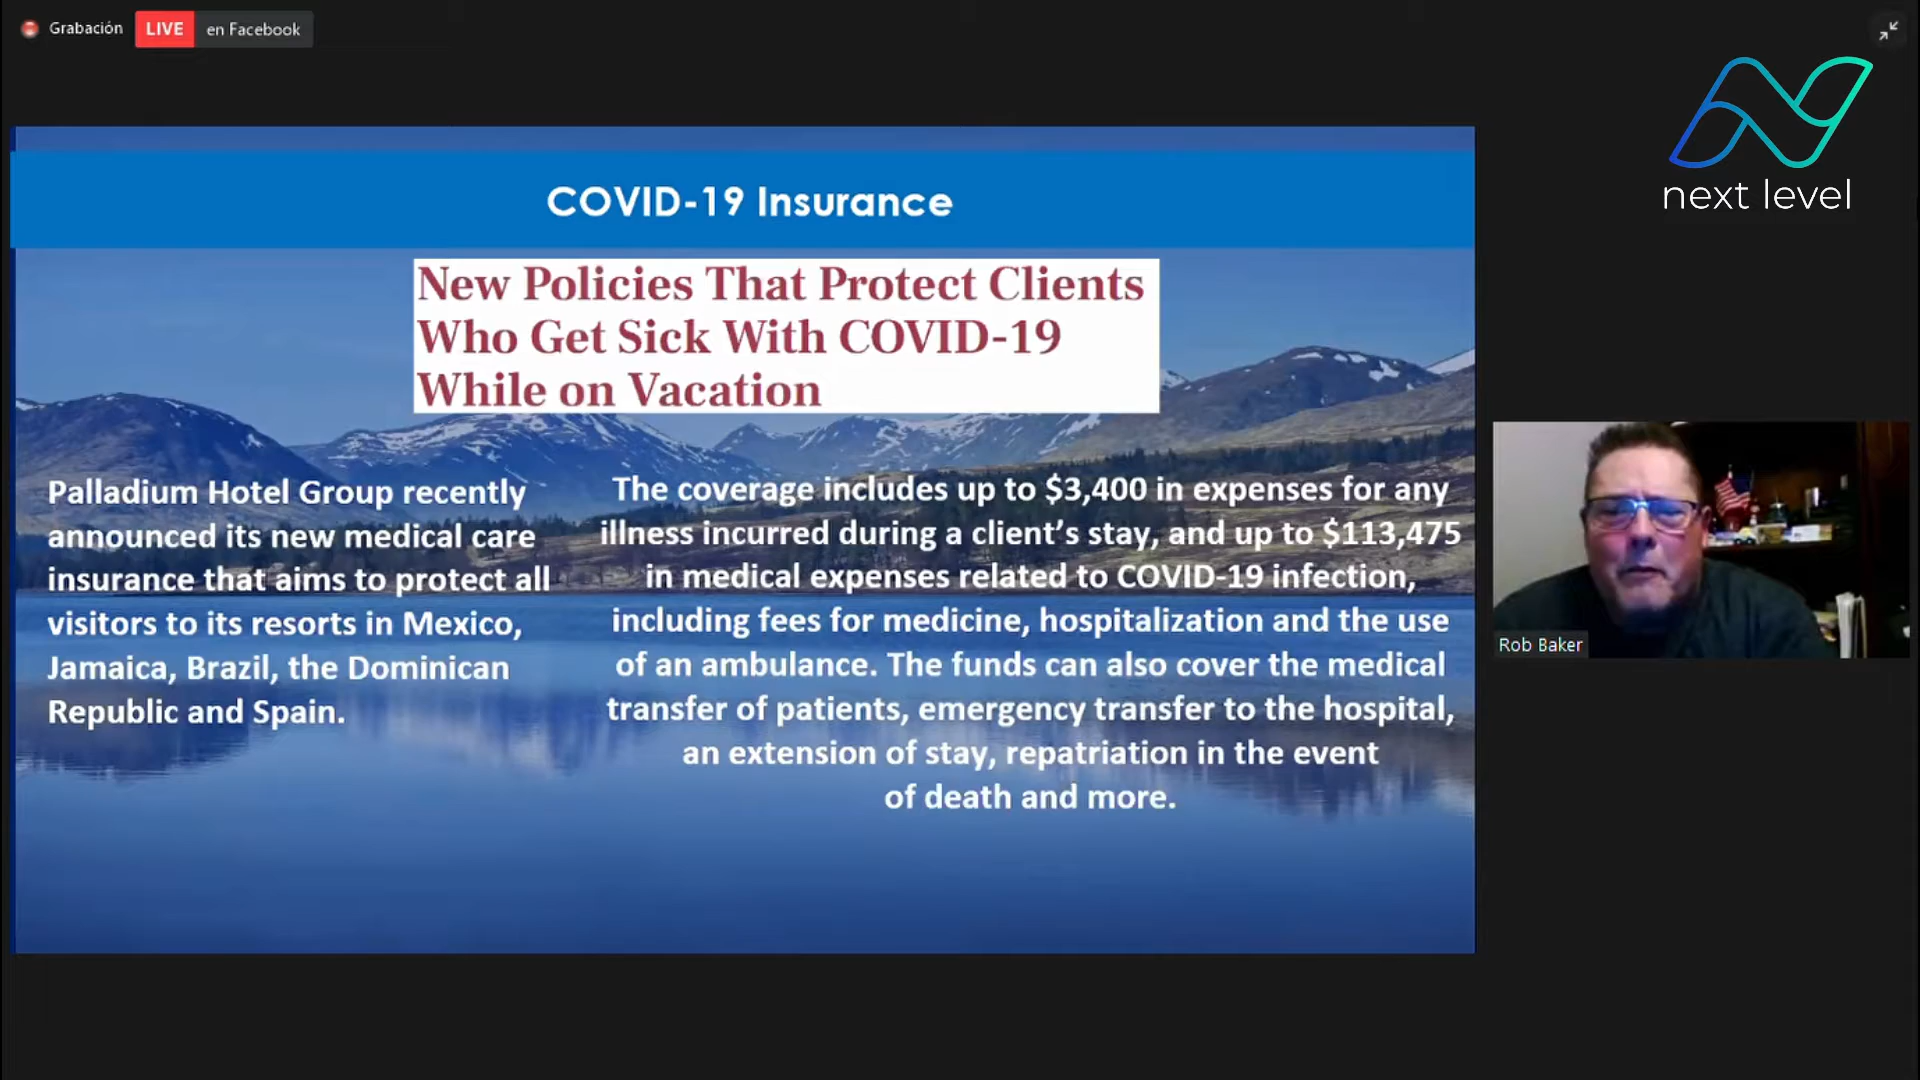 Grabación
LIVE en Facebook
next level
COVID-19 Insurance
New Policies That Protect Clients
Who Get Sick With COVID-19
While on Vacation
Palladium Hotel Group recently
announced its new medical care
insurance that aims to protect all
visitors to its resorts in Mexico,
Jamaica, Brazil, the Dominican
Republic and Spain.
The coverage includes up to $3,400 in expenses for any
illness incurred during a client’s stay, and up to $113,475
in medical expenses related to COVID-19 infection,
including fees for medicine, hospitalization and the use
of an ambulance. The funds can also cover the medical
transfer of patients, emergency transfer to the hospital,
an extension of stay, repatriation in the event
of death and more.
Rob Baker